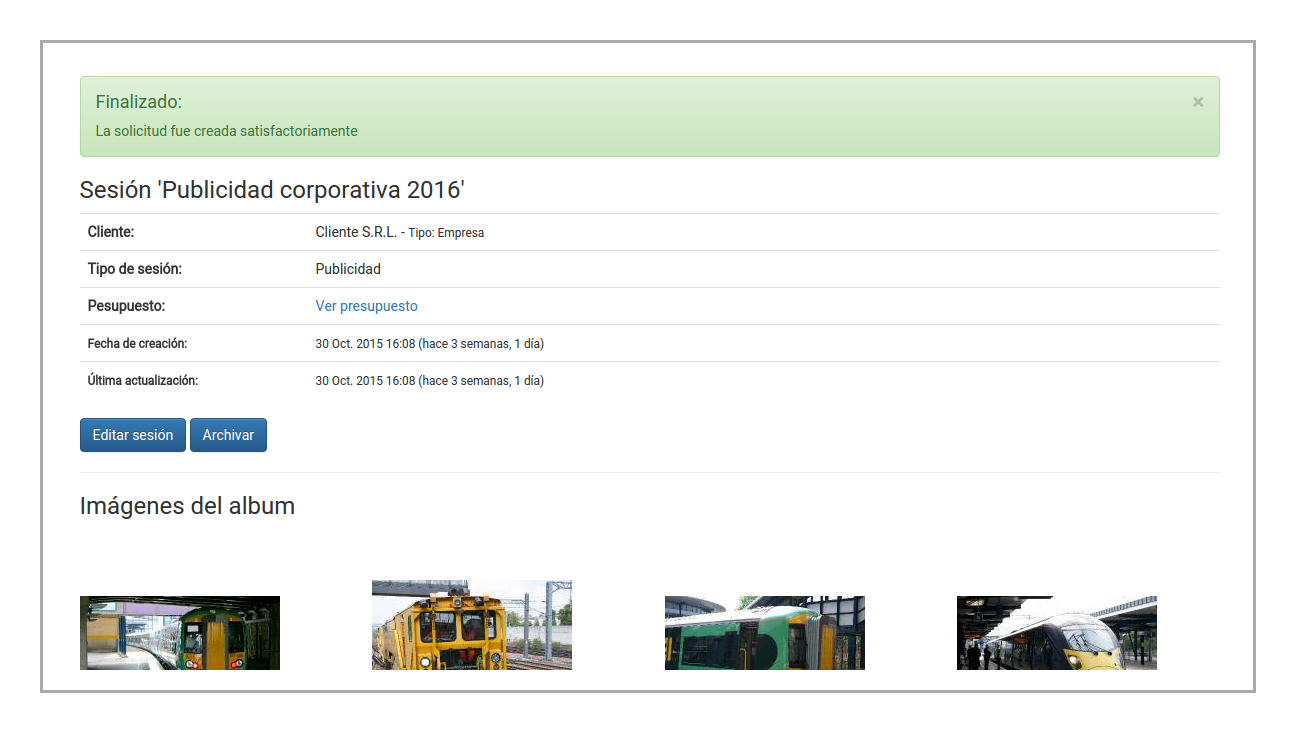 Finalizado:
×
La solicitud fue creada satisfactoriamente
Sesión 'Publicidad corporativa 2016'
Cliente: Cliente S.R.L. - Tipo: Empresa
Tipo de sesión: Publicidad
Pesupuesto: Ver presupuesto
Fecha de creación: 30 Oct. 2015 16:08 (hace 3 semanas, 1 día)
Última actualización: 30 Oct. 2015 16:08 (hace 3 semanas, 1 día)
Editar sesión Archivar
Imágenes del album